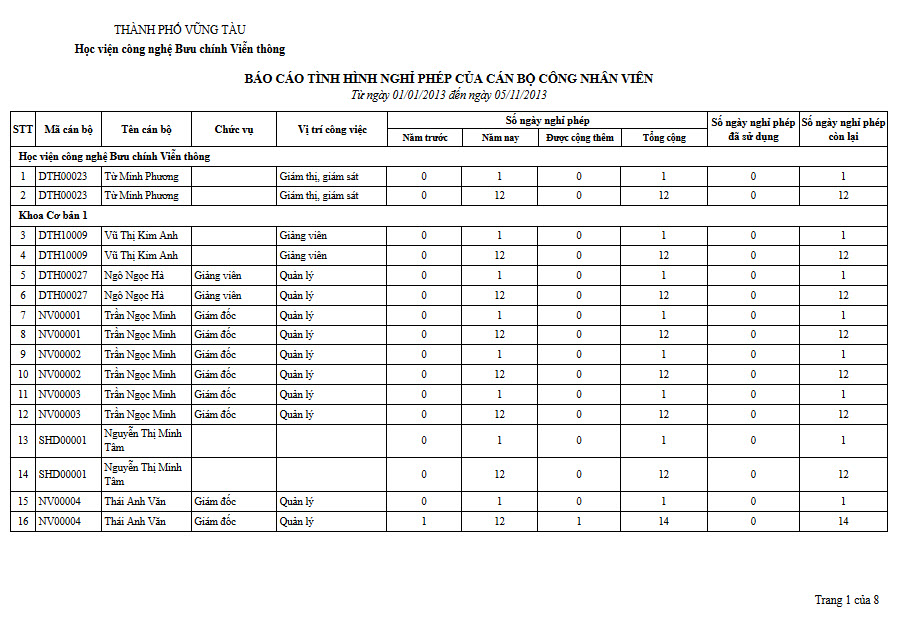 THÀNH PHỐ VŨNG TÀU
Học viện công nghệ Bưu chính Viễn thông
BÁO CÁO TÌNH HÌNH NGHỈ PHÉP CỦA CÁN BỘ CÔNG NHÂN VIÊN
Từ ngày 01/01/2013 đến ngày 05/11/2013
STT Mã cán bộ Tên cán bộ Chức vụ Vị trí công việc Số ngày nghỉ phép Số ngày nghỉ phép đã sử dụng Số ngày nghỉ phép còn lại
Năm trước Năm nay Được cộng thêm Tổng cộng
Học viện công nghệ Bưu chính Viễn thông
1 DTH00023 Từ Minh Phương Giám thị, giám sát 0 1 0 1 0 1
2 DTH00023 Từ Minh Phương Giám thị, giám sát 0 12 0 12 0 12
Khoa Cơ bản 1
3 DTH10009 Vũ Thị Kim Anh Giảng viên 0 1 0 1 0 1
4 DTH10009 Vũ Thị Kim Anh Giảng viên 0 12 0 12 0 12
5 DTH00027 Ngô Ngọc Hà Giảng viên Quản lý 0 1 0 1 0 1
6 DTH00027 Ngô Ngọc Hà Giảng viên Quản lý 0 12 0 12 0 12
7 NV00001 Trần Ngọc Minh Giám đốc Quản lý 0 1 0 1 0 1
8 NV00001 Trần Ngọc Minh Giám đốc Quản lý 0 12 0 12 0 12
9 NV00002 Trần Ngọc Minh Giám đốc Quản lý 0 1 0 1 0 1
10 NV00002 Trần Ngọc Minh Giám đốc Quản lý 0 12 0 12 0 12
11 NV00003 Trần Ngọc Minh Giám đốc Quản lý 0 1 0 1 0 1
12 NV00003 Trần Ngọc Minh Giám đốc Quản lý 0 12 0 12 0 12
13 SHD00001 Nguyễn Thị Minh Tâm 0 1 0 1 0 1
14 SHD00001 Nguyễn Thị Minh Tâm 0 12 0 12 0 12
15 NV00004 Thái Anh Văn Giám đốc Quản lý 0 1 0 1 0 1
16 NV00004 Thái Anh Văn Giám đốc Quản lý 1 12 1 14 0 14
Trang 1 của 8